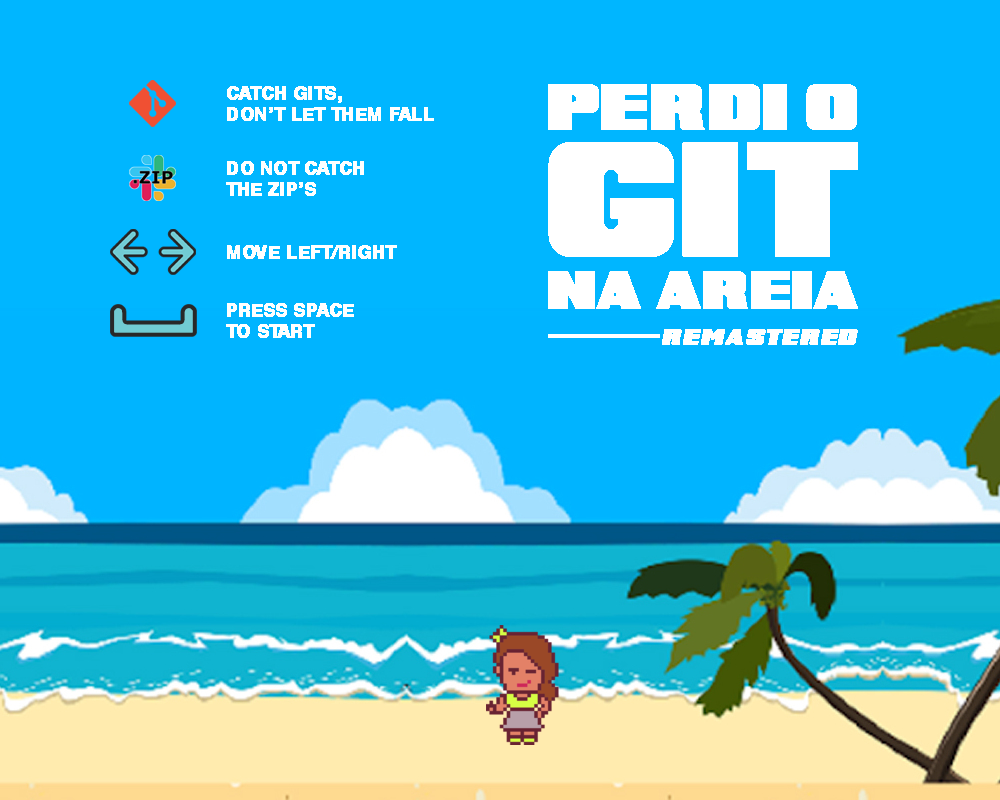 CATCH GITS,
DON'T LET THEM FALL
.ZIP
DO NOT CATCH
THE ZIP'S
MOVE LEFT/RIGHT
PRESS SPACE
TO START
PERDI O
GIT
NA AREIA
REMASTERED